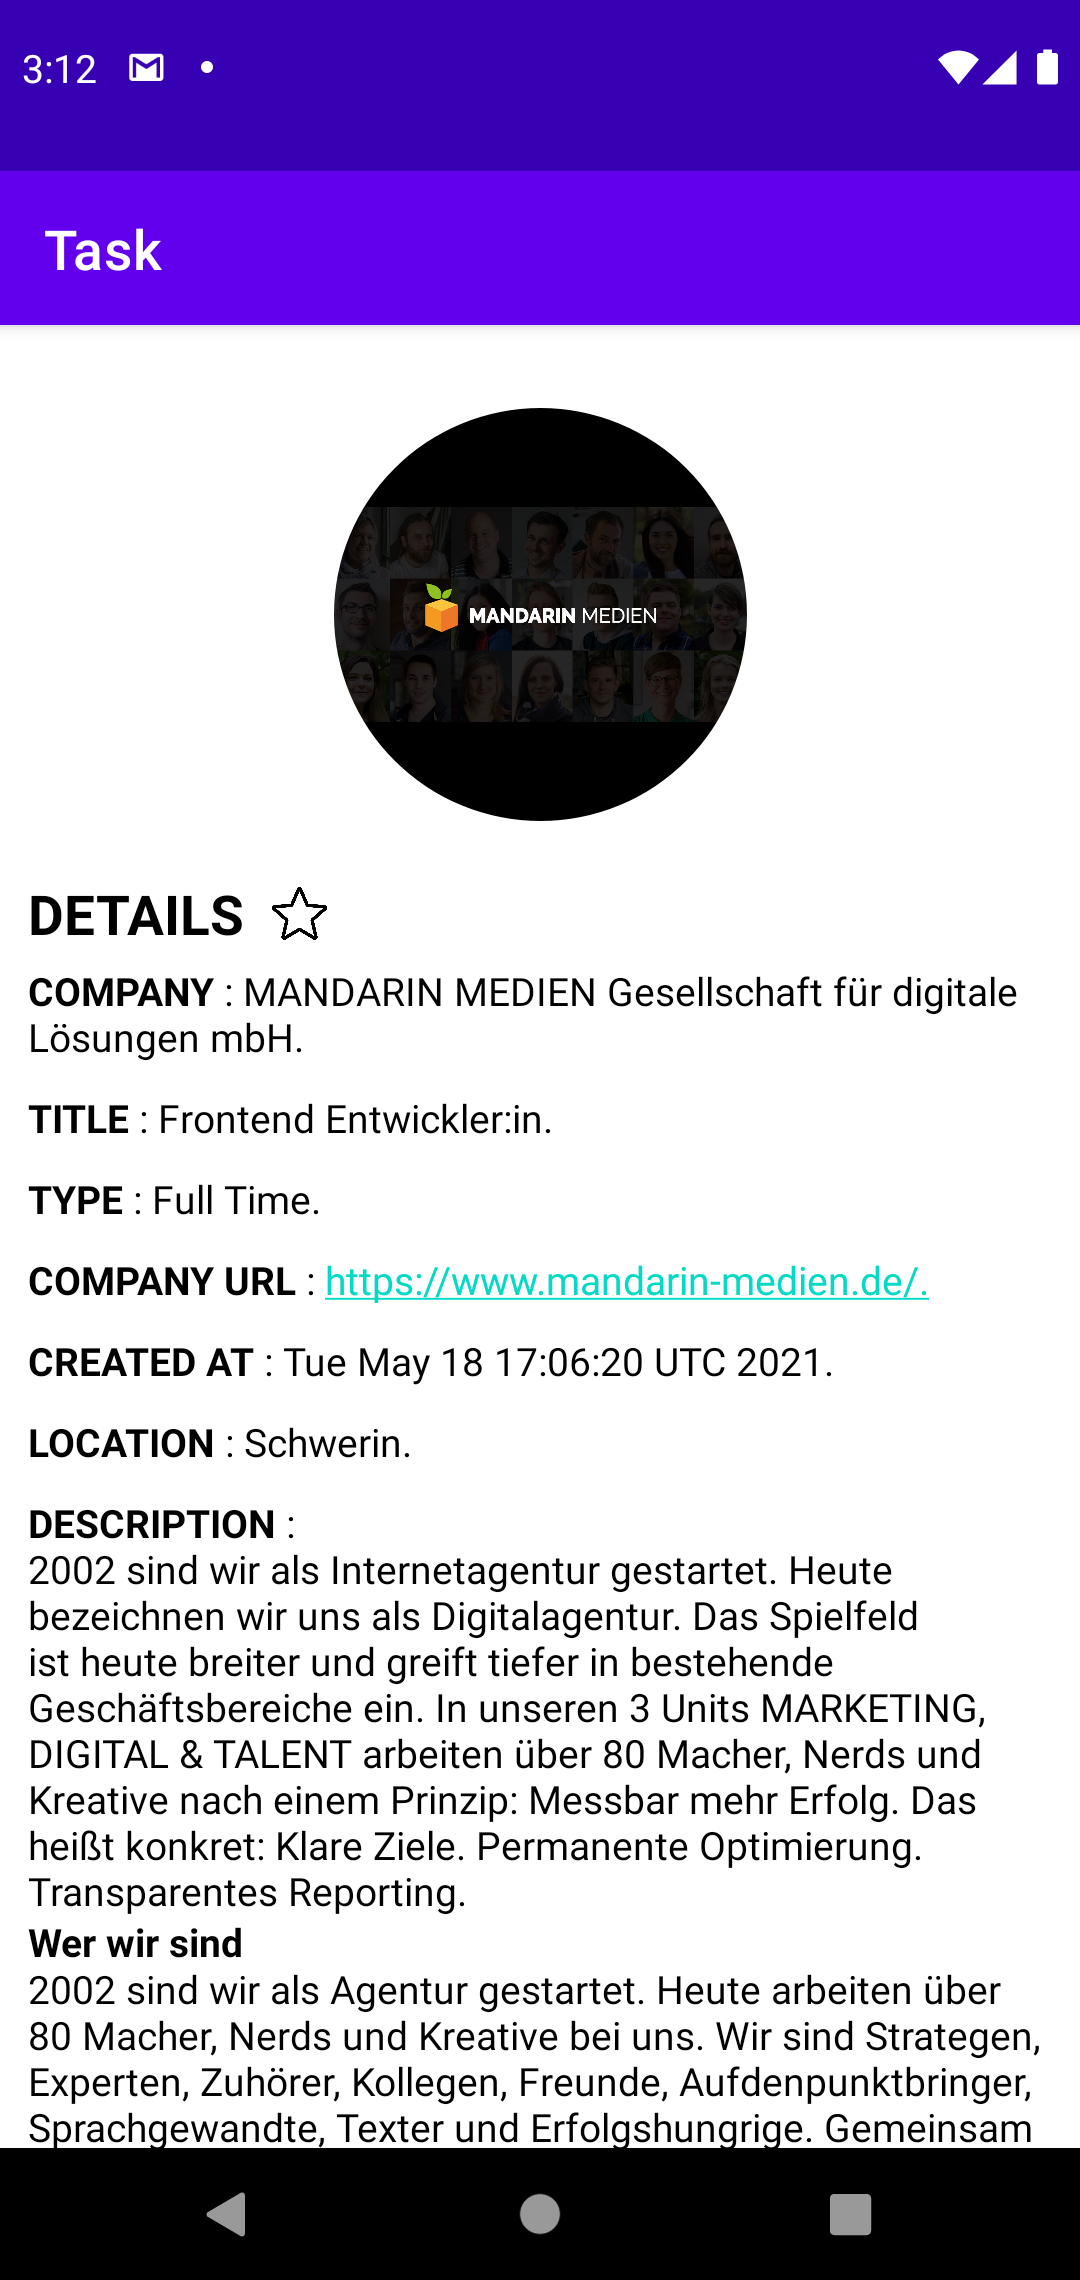 3:12
Task
MANDARIN MEDIEN
DETAILS
COMPANY : MANDARIN MEDIEN Gesellschaft für digitale
Lösungen mbH.
TITLE : Frontend Entwickler:in.
TYPE : Full Time.
COMPANY URL : https://www.mandarin-medien.de/.
CREATED AT : Tue May 18 17:06:20 UTC 2021.
LOCATION : Schwerin.
DESCRIPTION :
2002 sind wir als Internetagentur gestartet. Heute
bezeichnen wir uns als Digitalagentur. Das Spielfeld
ist heute breiter und greift tiefer in bestehende
Geschäftsbereiche ein. In unseren 3 Units MARKETING,
DIGITAL & TALENT arbeiten über 80 Macher, Nerds und
Kreative nach einem Prinzip: Messbar mehr Erfolg. Das
heißt konkret: Klare Ziele. Permanente Optimierung.
Transparentes Reporting.
Wer wir sind
2002 sind wir als Agentur gestartet. Heute arbeiten über
80 Macher, Nerds und Kreative bei uns. Wir sind Strategen,
Experten, Zuhörer, Kollegen, Freunde, Aufdenpunktbringer,
Sprachgewandte, Texter und Erfolgshungrige. Gemeinsam